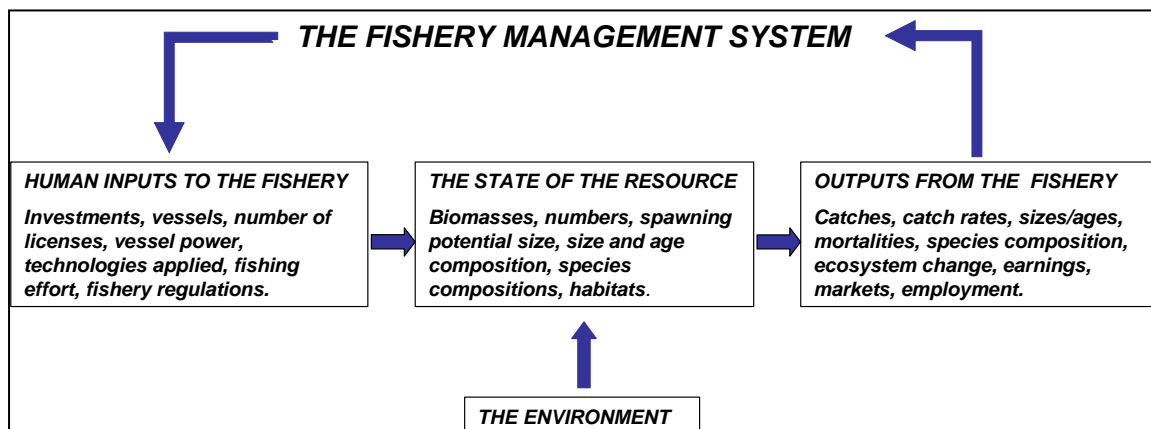 THE FISHERY MANAGEMENT SYSTEM
HUMAN INPUTS TO THE FISHERY
Investments, vessels, number of
licenses, vessel power,
technologies applied, fishing
effort, fishery regulations.
THE STATE OF THE RESOURCE
Biomasses, numbers, spawning
potential size, size and age
composition, species
compositions, habitats.
OUTPUTS FROM THE FISHERY
Catches, catch rates, sizes/ages,
mortalities, species composition,
ecosystem change, earnings,
markets, employment.
THE ENVIRONMENT